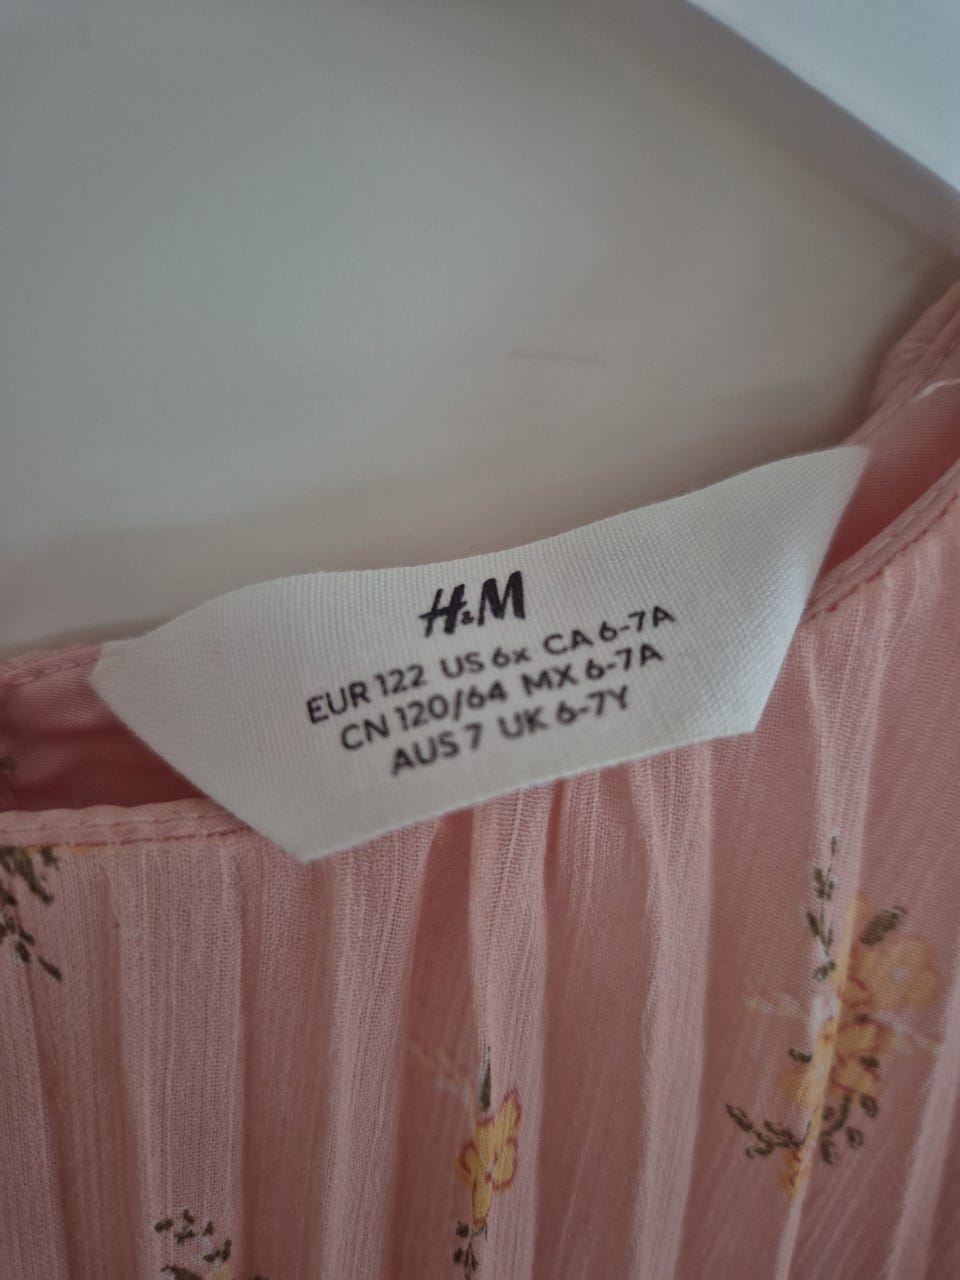 H&M
EUR 122 US 6x CA 6-7A
CN 120/64 MX 6-7A
AUS 7 UK 6-7Y